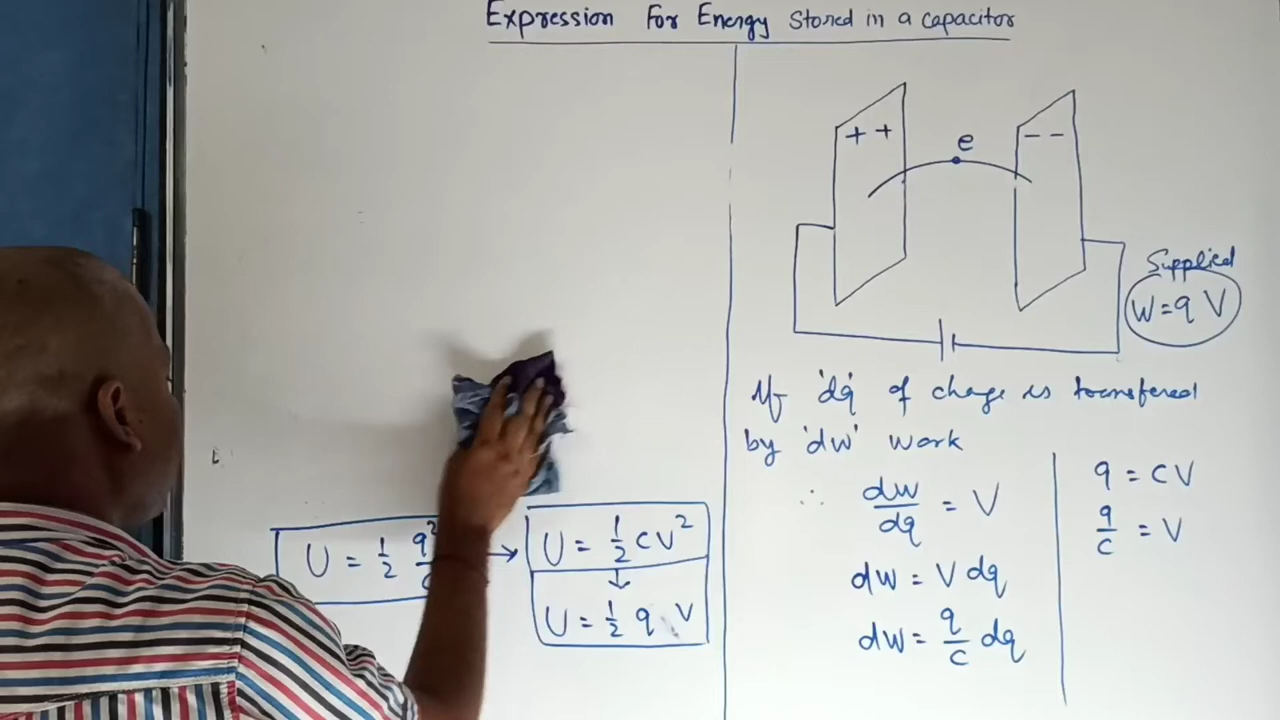 Expression For Energy Stored in a capacitor
+ +
e
- -
Supplied
W = q V
If 'dq' of charge is transfered
by 'dw' work
∴ dw/dq = V
dw = V dq
dw = q/c dq
q = CV
q/c = V
U = 1/2 q²/c → U = 1/2 CV²
↓
U = 1/2 q V